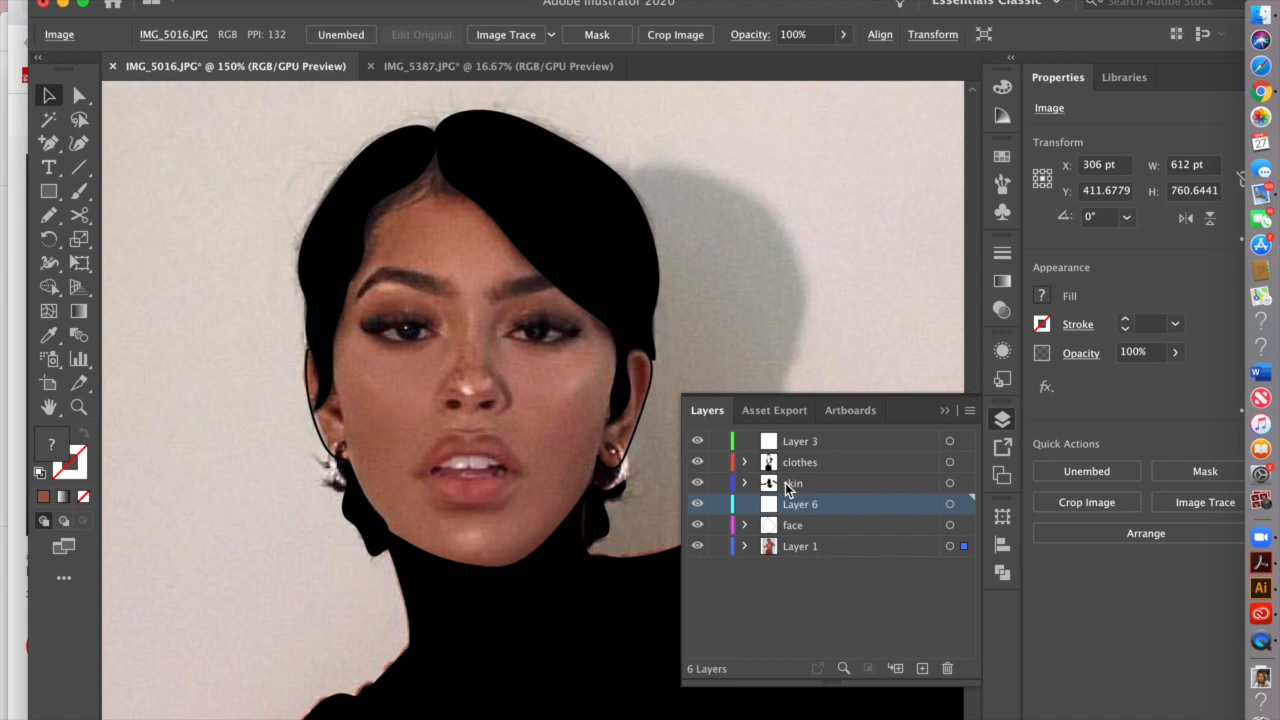 Adobe Illustrator 2020
Essentials Classic
Search Adobe Stock
Image
IMG_5016.JPG RGB PPI: 132
Unembed
Edit Original
Image Trace
Mask
Crop Image
Opacity: 100%
Align
Transform
× IMG_5016.JPG* @ 150% (RGB/GPU Preview)
× IMG_5387.JPG* @ 16.67% (RGB/GPU Preview)
Properties
Libraries
Image
Transform
X: 306 pt
W: 612 pt
Y: 411.6779
H: 760.6441
0°
Appearance
? Fill
Stroke
Opacity 100%
fx.
Quick Actions
Unembed
Mask
Crop Image
Image Trace
Arrange
Layers
Asset Export
Artboards
Layer 3
clothes
skin
Layer 6
face
Layer 1
6 Layers
?
27
Ai